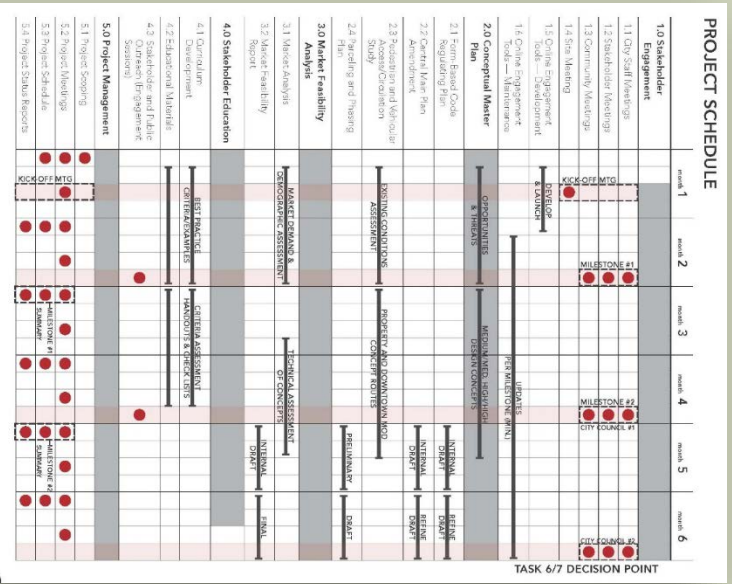 PROJECT SCHEDULE
month 1
month 2
month 3
month 4
month 5
month 6
1.0 Stakeholder
Engagement
1.1 City Staff Meetings
1.2 Stakeholder Meetings
1.3 Community Meetings
MILESTONE #1
MILESTONE #2
CITY COUNCIL #1
CITY COUNCIL #2
1.4 Site Meeting
KICK-OFF MTG
1.5 Online Engagement
Tools — Development
DEVELOP
& LAUNCH
1.6 Online Engagement
Tools — Maintenance
UPDATES
PER MILESTONE (MIN.)
2.0 Conceptual Master
Plan
OPPORTUNITIES
& THREATS
MEDIUM/MED. HIGH/HIGH
DESIGN CONCEPTS
2.1 Form-Based Code
Regulating Plan
INTERNAL
DRAFT
REFINE
DRAFT
2.2 Central Main Plan
Amendment
INTERNAL
DRAFT
REFINE
DRAFT
2.3 Pedestrian and Vehicular
Access/Circulation
Study
EXISTING CONDITIONS
ASSESSMENT
PROPERTY AND DOWNTOWN MOD
CONCEPT ROUTES
2.4 Parceling and Phasing
Plan
PRELIMINARY
DRAFT
3.0 Market Feasibility
Analysis
3.1 Market Analysis
MARKET DEMAND &
DEMOGRAPHIC ASSESSMENT
TECHNICAL ASSESSMENT
OF CONCEPTS
3.2 Market Feasibility
Report
INTERNAL
DRAFT
FINAL
4.0 Stakeholder Education
4.1 Curriculum
Development
4.2 Educational Materials
BEST PRACTICE
CRITERIA/EXAMPLES
CRITERIA ASSESSMENT
HANDOUTS & CHECK LISTS
4.3 Stakeholder and Public
Outreach (Engagement
Sessions)
5.0 Project Management
5.1 Project Scoping
5.2 Project Meetings
5.3 Project Schedule
5.4 Project Status Reports
KICK-OFF MTG
MILESTONE #1
SUMMARY
MILESTONE #2
SUMMARY
TASK 6/7 DECISION POINT